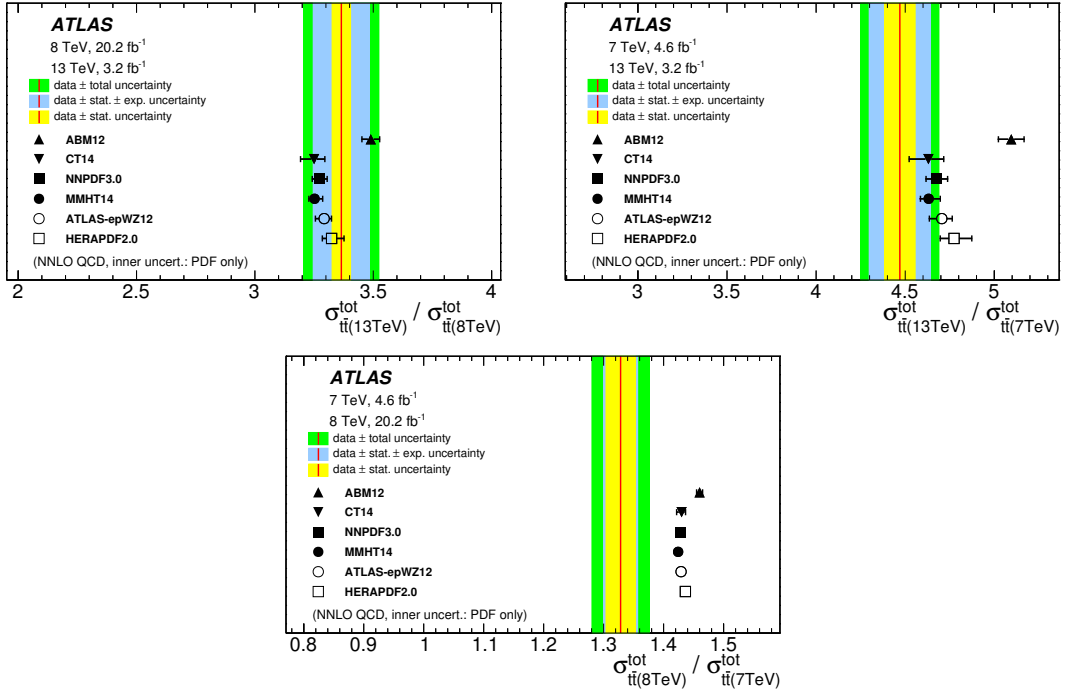 ATLAS
8 TeV, 20.2 fb⁻¹
13 TeV, 3.2 fb⁻¹
data ± total uncertainty
data ± stat. ± exp. uncertainty
data ± stat. uncertainty
ABM12
CT14
NNPDF3.0
MMHT14
ATLAS-epWZ12
HERAPDF2.0
(NNLO QCD, inner uncert.: PDF only)
2 2.5 3 3.5 4
σ^tot_tt̄(13TeV) / σ^tot_tt̄(8TeV)
ATLAS
7 TeV, 4.6 fb⁻¹
13 TeV, 3.2 fb⁻¹
data ± total uncertainty
data ± stat. ± exp. uncertainty
data ± stat. uncertainty
ABM12
CT14
NNPDF3.0
MMHT14
ATLAS-epWZ12
HERAPDF2.0
(NNLO QCD, inner uncert.: PDF only)
3 3.5 4 4.5 5
σ^tot_tt̄(13TeV) / σ^tot_tt̄(7TeV)
ATLAS
7 TeV, 4.6 fb⁻¹
8 TeV, 20.2 fb⁻¹
data ± total uncertainty
data ± stat. ± exp. uncertainty
data ± stat. uncertainty
ABM12
CT14
NNPDF3.0
MMHT14
ATLAS-epWZ12
HERAPDF2.0
(NNLO QCD, inner uncert.: PDF only)
0.8 0.9 1 1.1 1.2 1.3 1.4 1.5
σ^tot_tt̄(8TeV) / σ^tot_tt̄(7TeV)